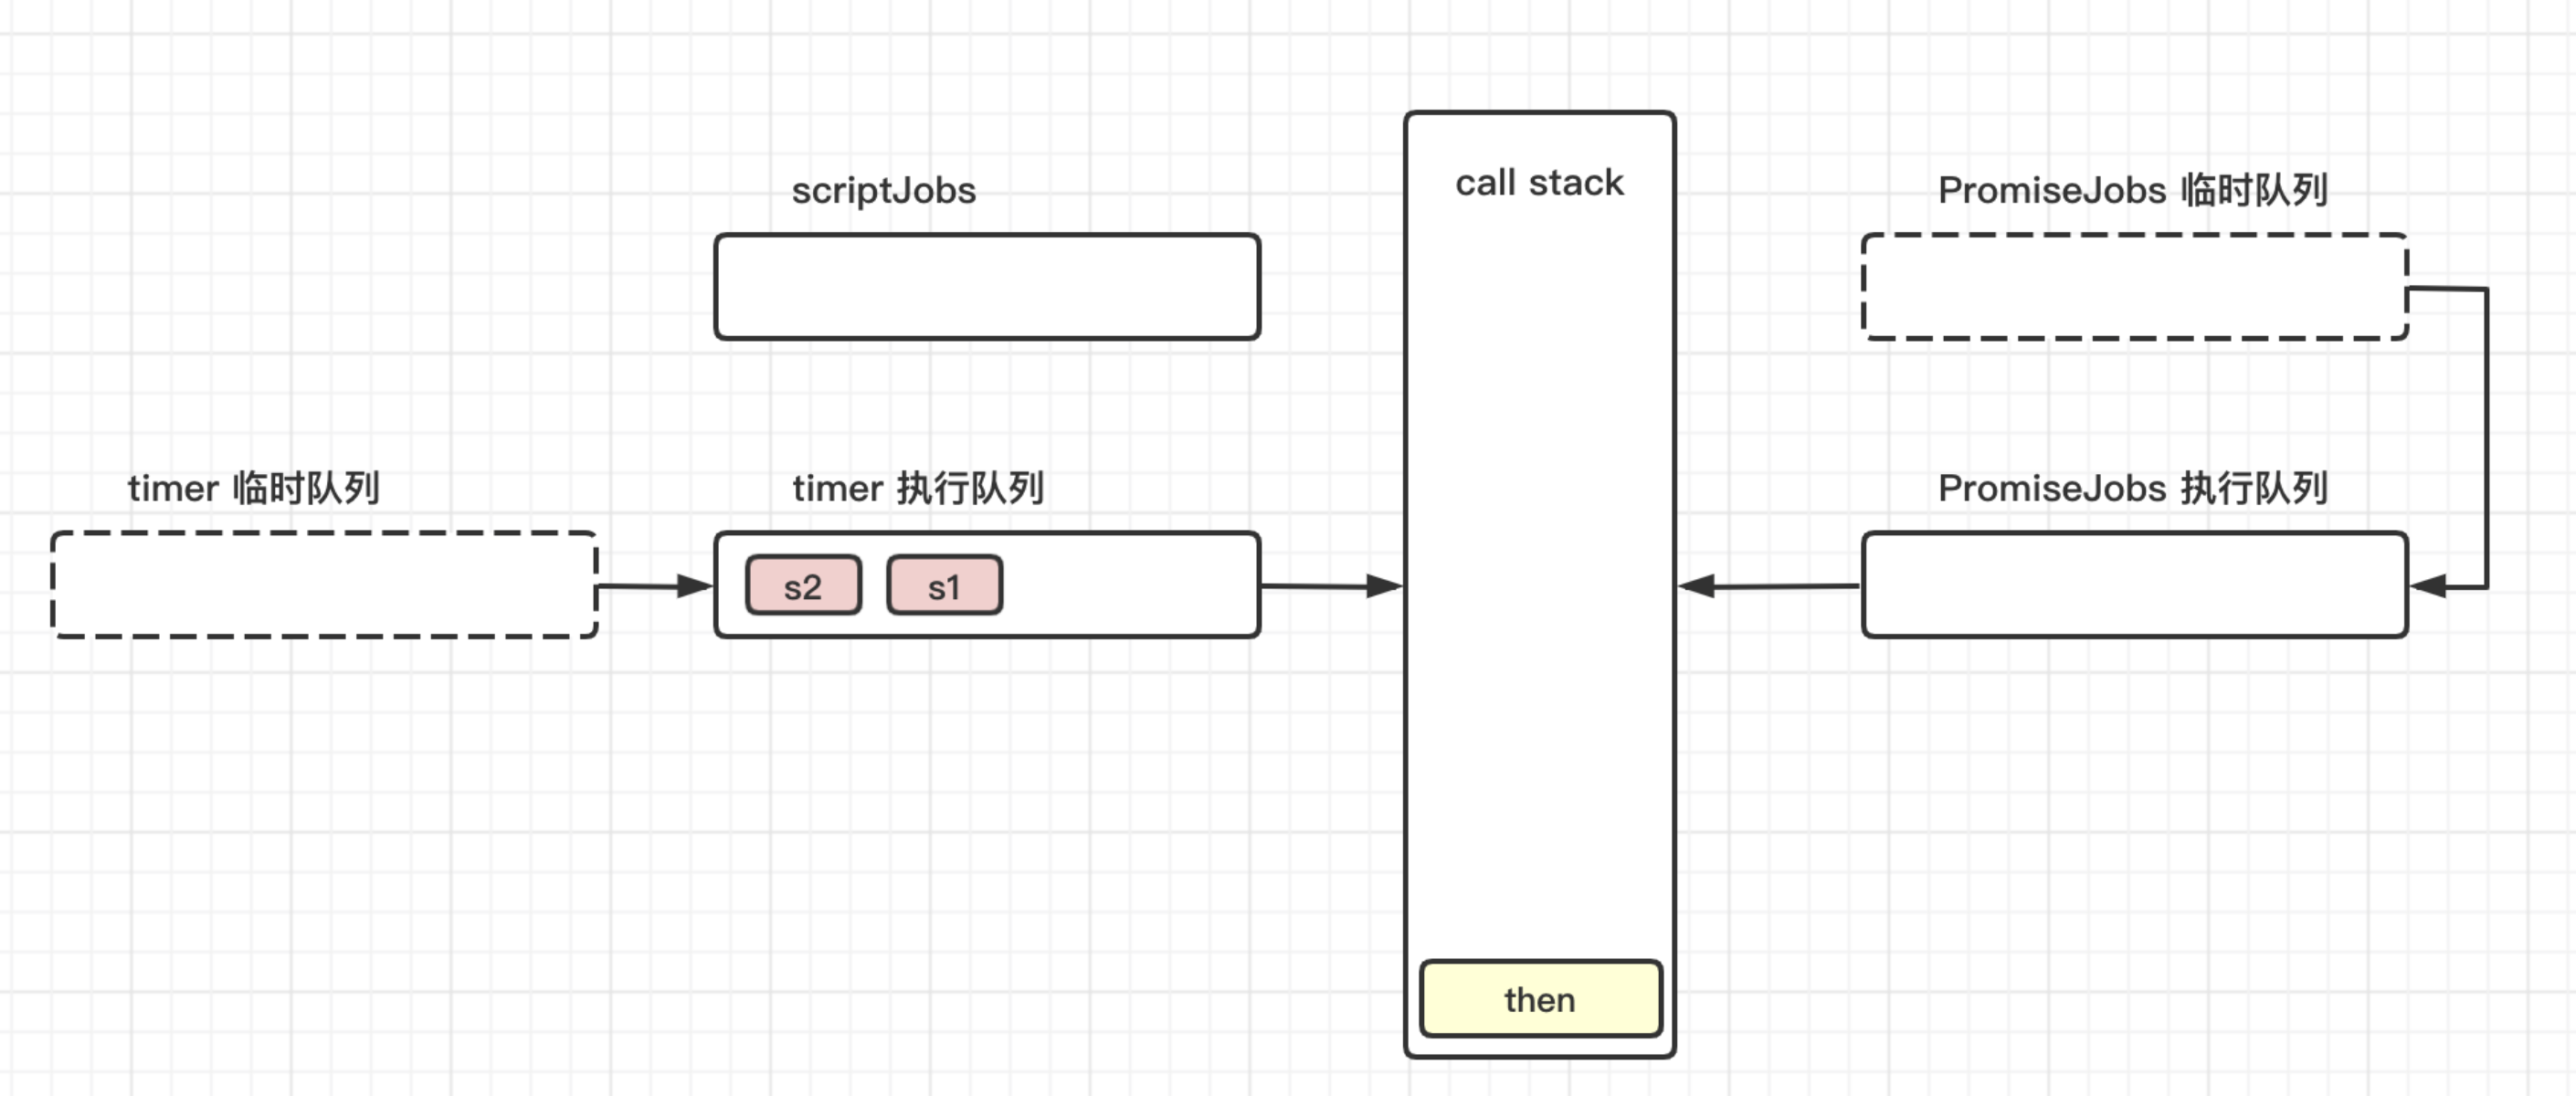 scriptJobs
call stack
PromiseJobs 临时队列
timer 临时队列
timer 执行队列
PromiseJobs 执行队列
s2
s1
then